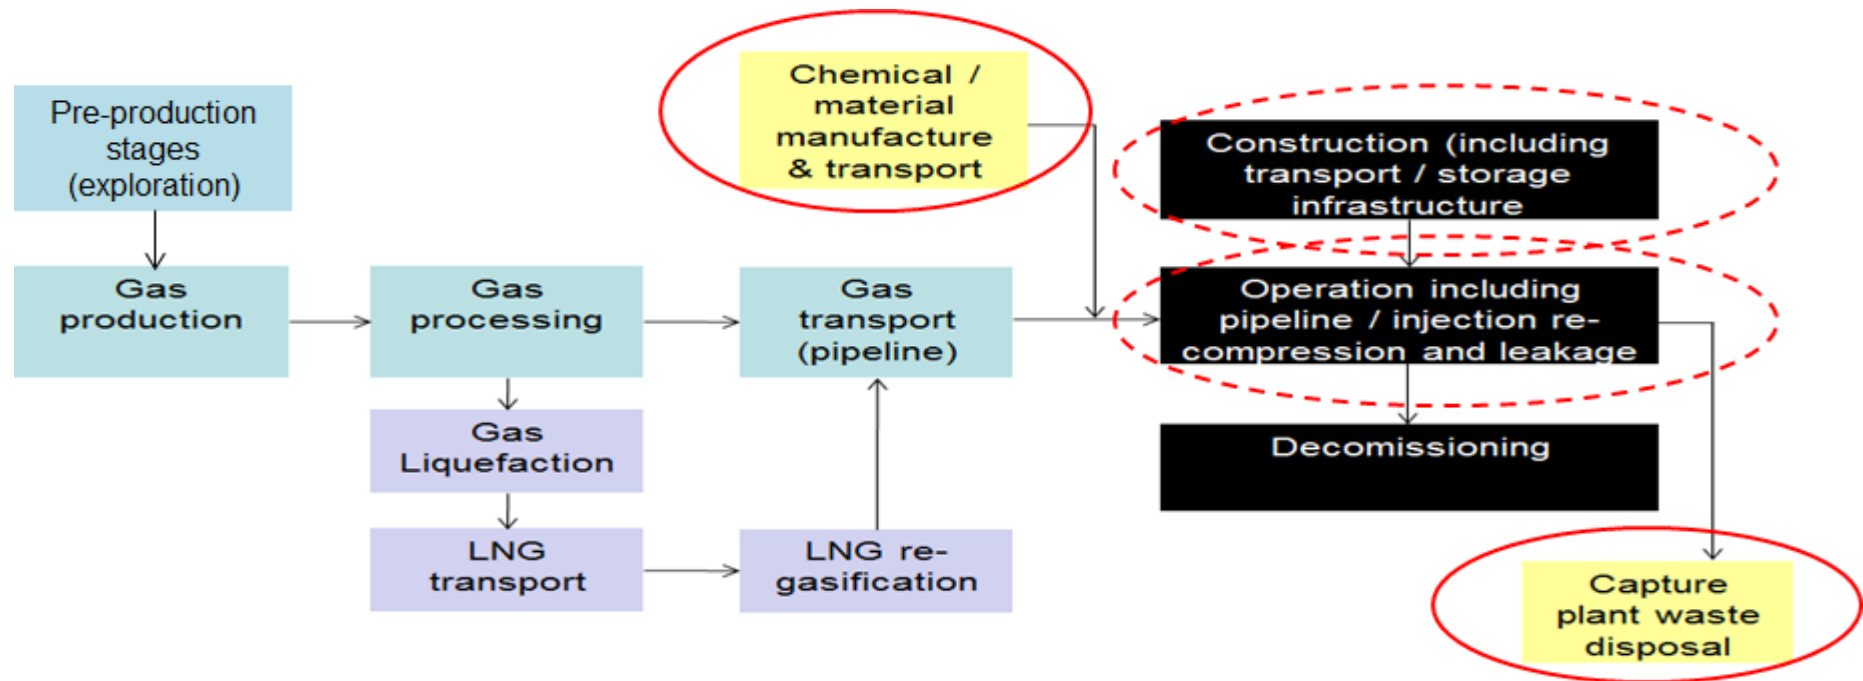 Pre-production
stages
(exploration)
Chemical /
material
manufacture
& transport
Construction (including
transport / storage
infrastructure
Gas
production
Gas
processing
Gas
transport
(pipeline)
Operation including
pipeline / injection re-
compression and leakage
Gas
Liquefaction
Decomissioning
LNG
transport
LNG re-
gasification
Capture
plant waste
disposal